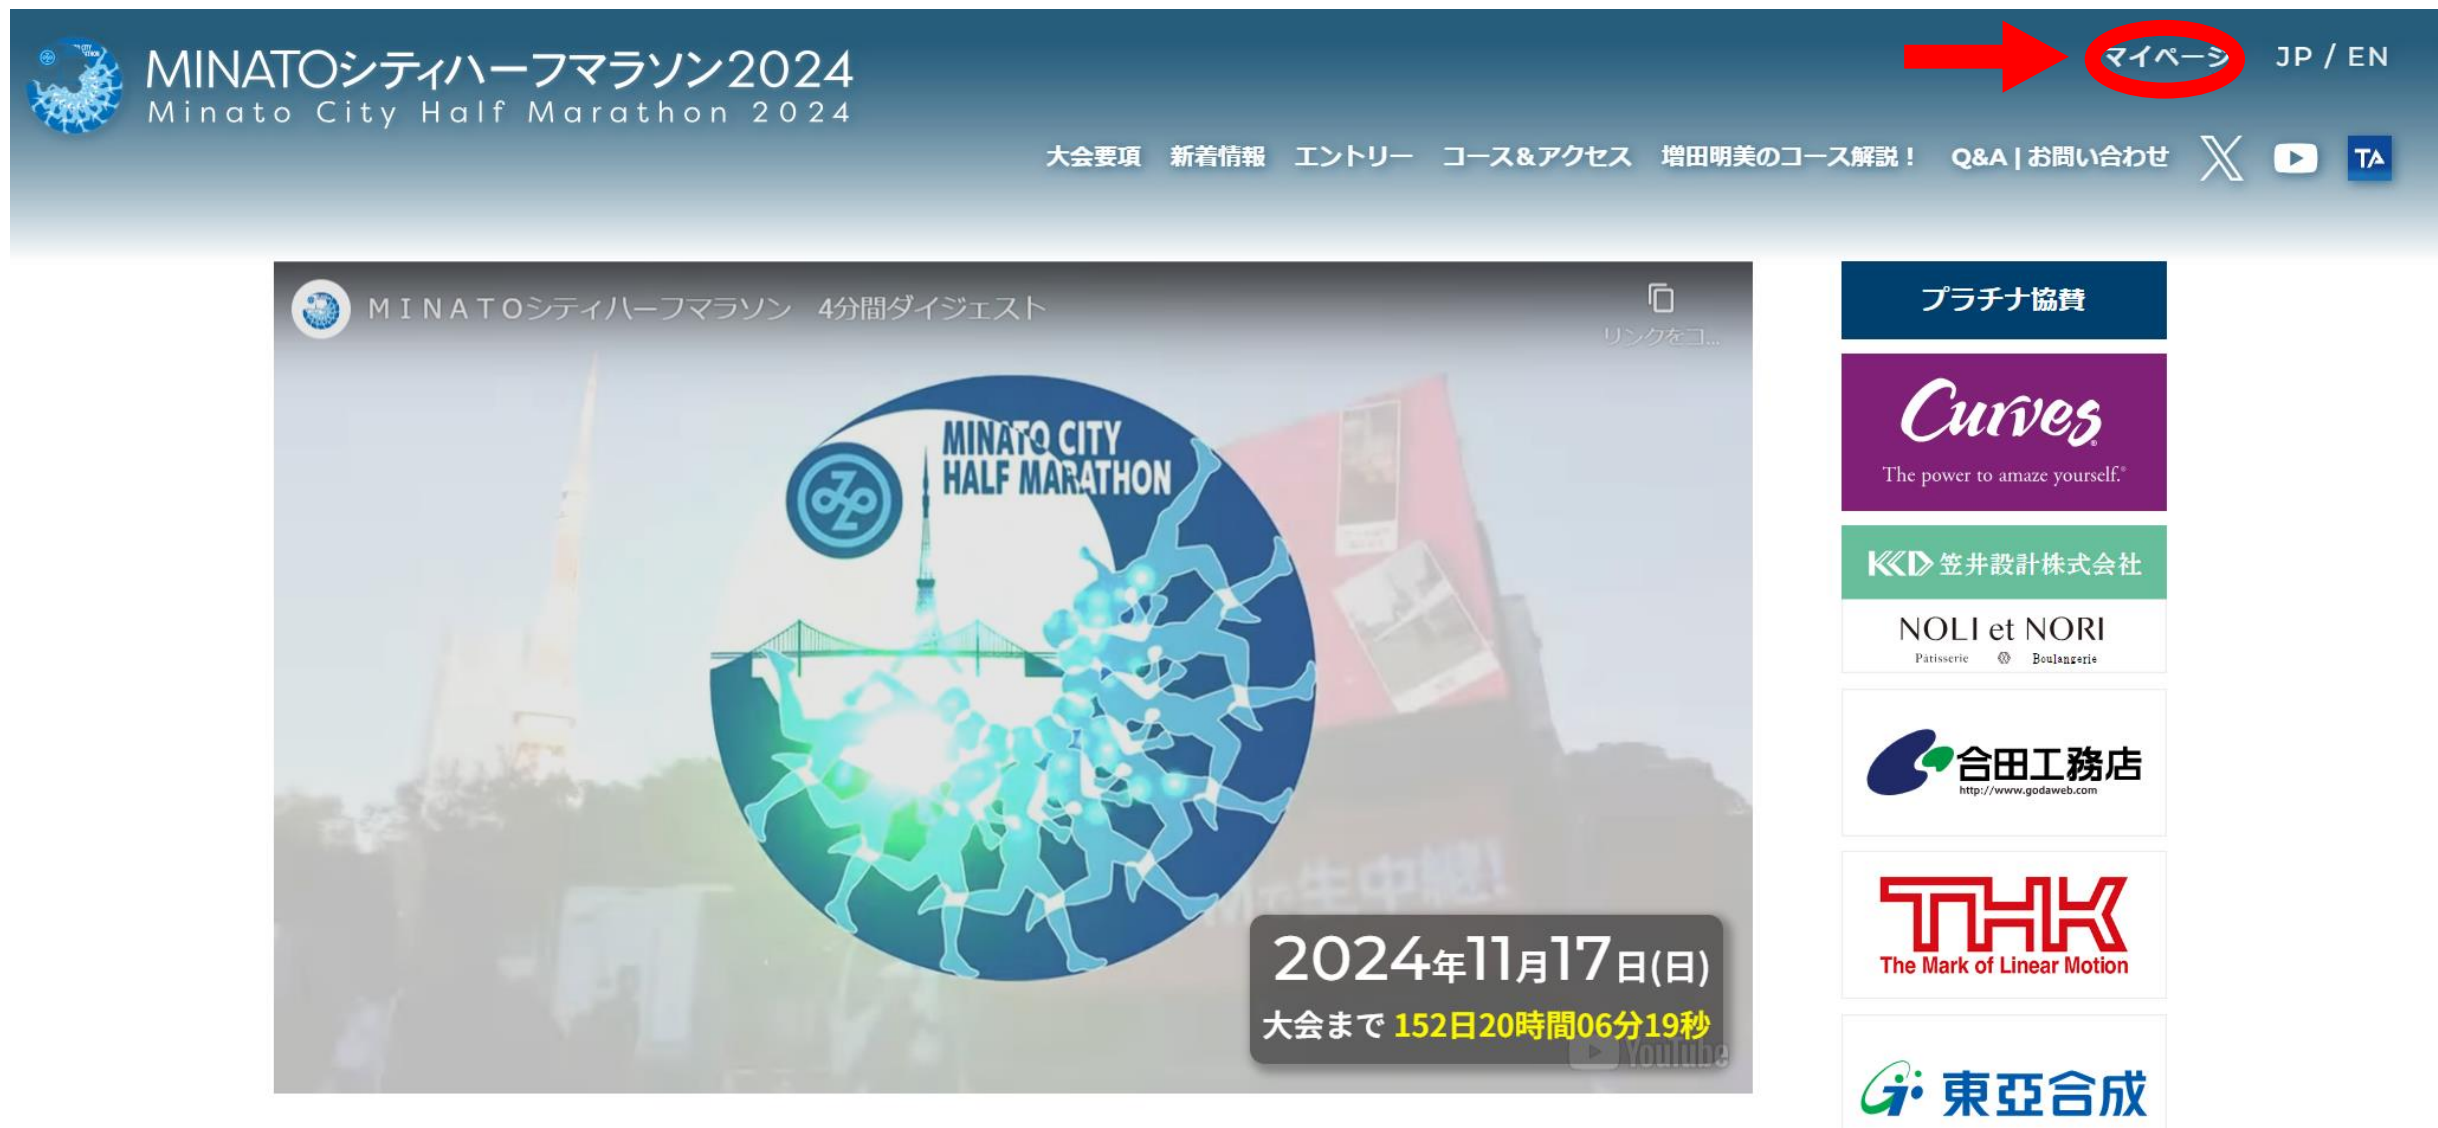 MINATOシティハーフマラソン2024
Minato City Half Marathon 2024
マイページ
JP / EN
大会要項 新着情報 エントリー コース&アクセス 増田明美のコース解説！ Q&A | お問い合わせ
TA
ＭＩＮＡＴＯシティハーフマラソン　4分間ダイジェスト
リンクをコ...
MINATO CITY
HALF MARATHON
で生中継!
2024年11月17日(日)
大会まで 152日20時間06分19秒
YouTube
プラチナ協賛
Curves
The power to amaze yourself.®
KKD 笠井設計株式会社
NOLI et NORI
Patisserie Boulangerie
合田工務店
http://www.godaweb.com
THK
The Mark of Linear Motion
東亞合成